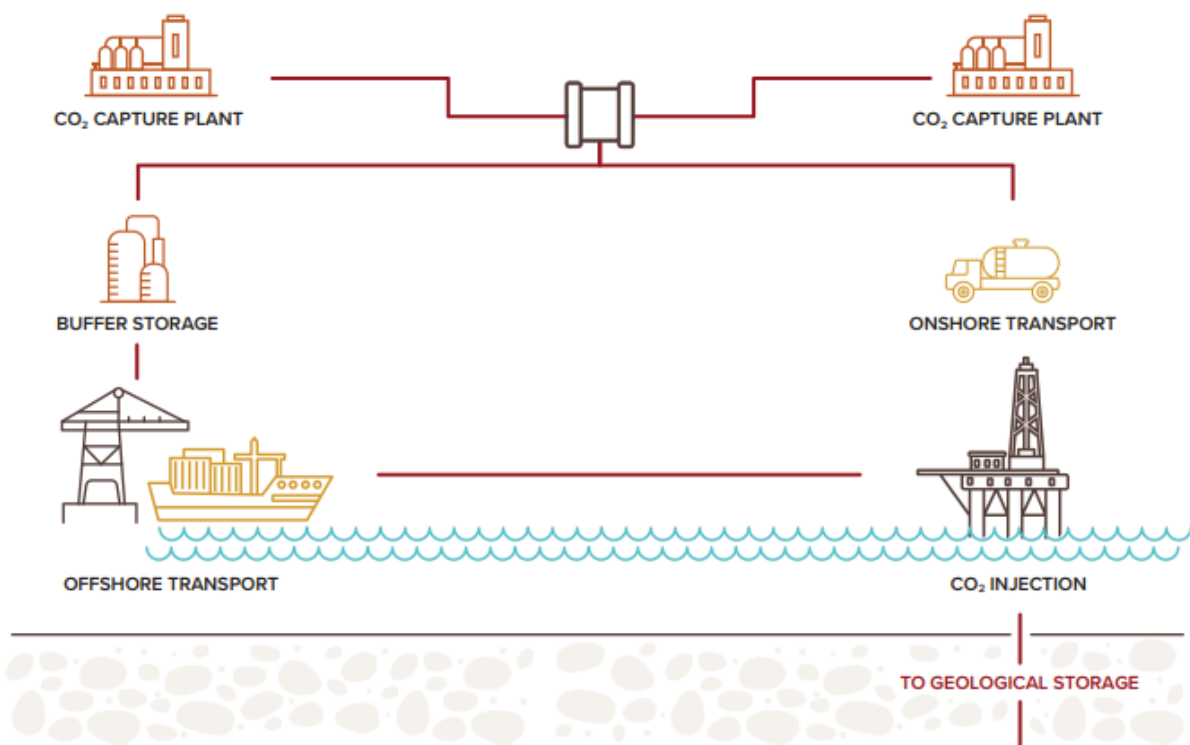 CO₂ CAPTURE PLANT
CO₂ CAPTURE PLANT
BUFFER STORAGE
ONSHORE TRANSPORT
OFFSHORE TRANSPORT
CO₂ INJECTION
TO GEOLOGICAL STORAGE